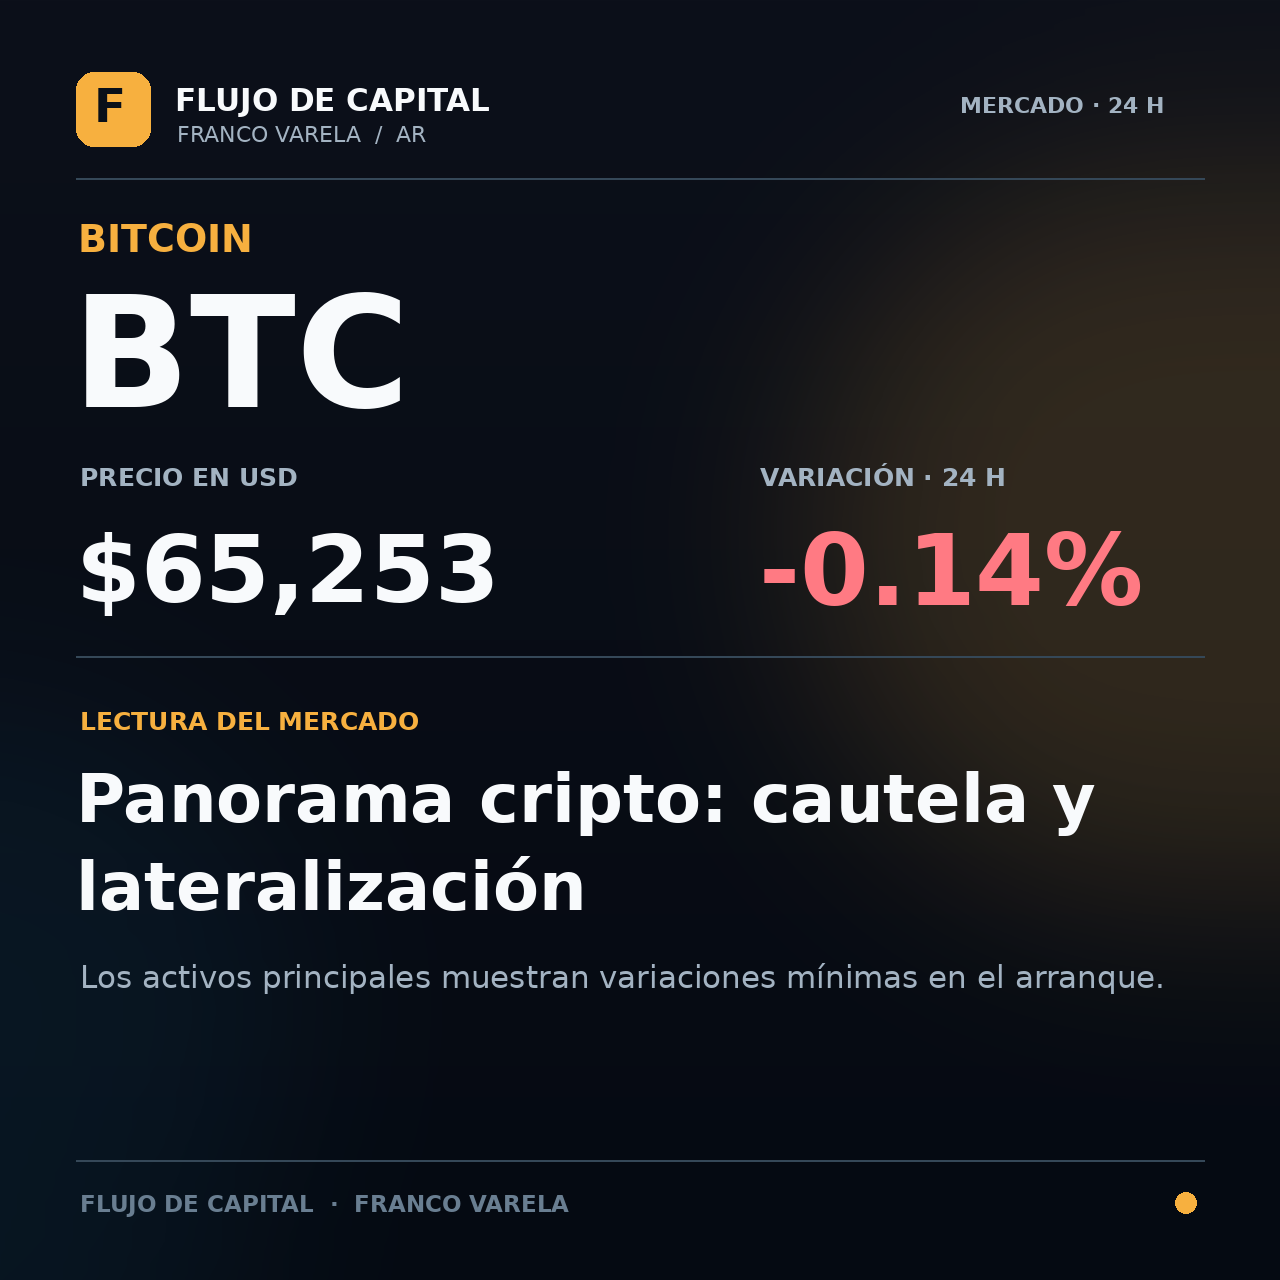 F
FLUJO DE CAPITAL
FRANCO VARELA / AR
MERCADO · 24 H
BITCOIN
BTC
PRECIO EN USD
$65,253
VARIACIÓN · 24 H
-0.14%
LECTURA DEL MERCADO
Panorama cripto: cautela y
lateralización
Los activos principales muestran variaciones mínimas en el arranque.
FLUJO DE CAPITAL · FRANCO VARELA